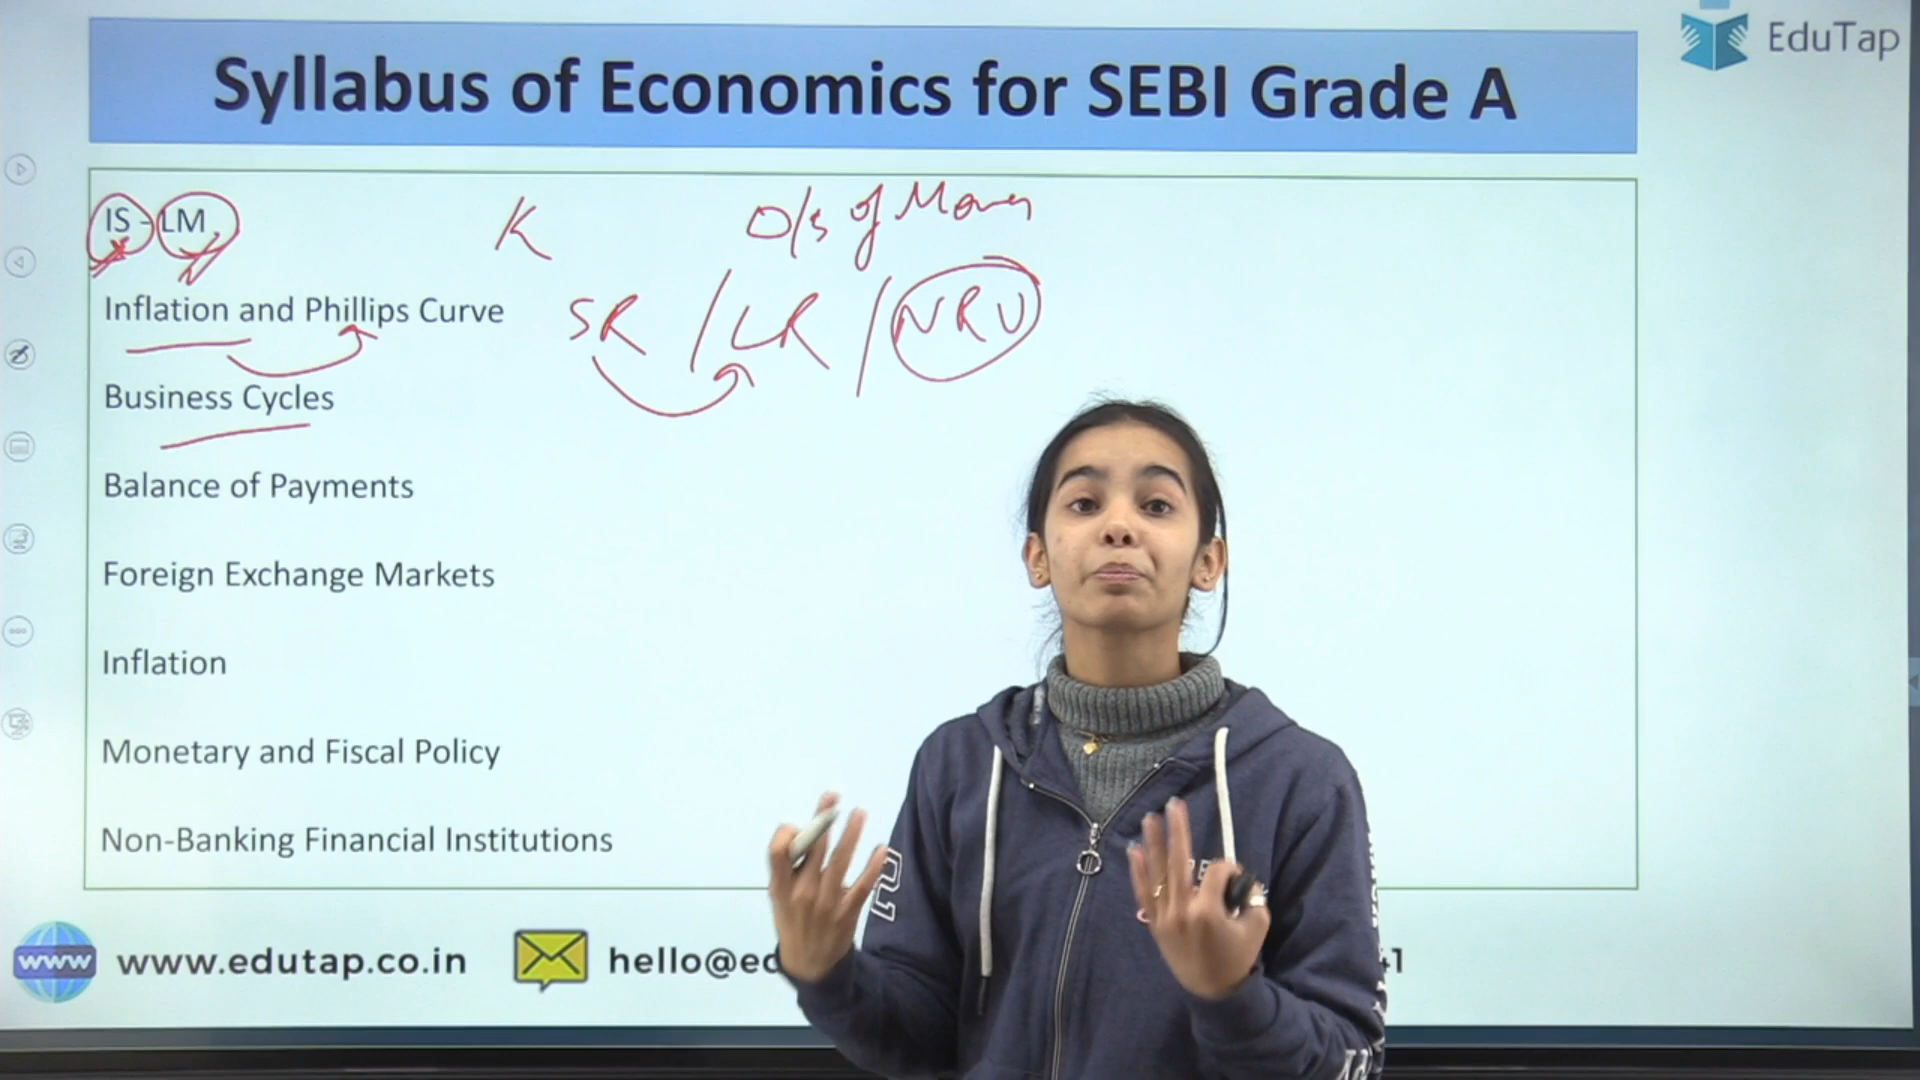 EduTap
Syllabus of Economics for SEBI Grade A
IS - LM
K
O/s of Money
Inflation and Phillips Curve
SR / LR / NRU
Business Cycles
Balance of Payments
Foreign Exchange Markets
Inflation
Monetary and Fiscal Policy
Non-Banking Financial Institutions
www
www.edutap.co.in
hello@ed
41
2